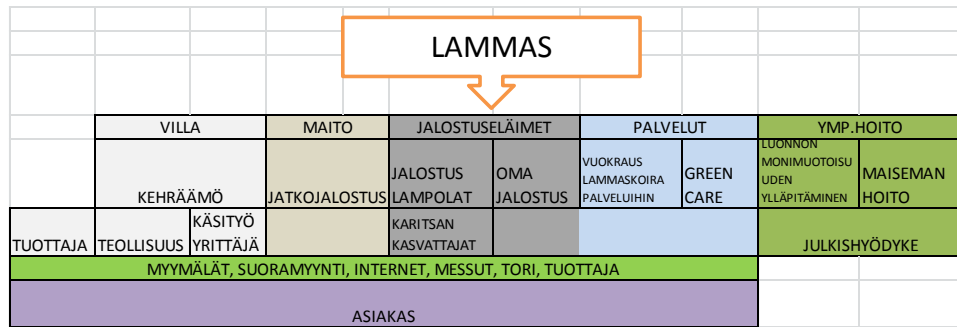 LAMMAS
VILLA MAITO JALOSTUSELÄIMET PALVELUT YMP.HOITO
KEHRÄÄMÖ
JATKOJALOSTUS
JALOSTUS
LAMPOLAT
OMA
JALOSTUS
VUOKRAUS
LAMMASKOIRA
PALVELUIHIN
GREEN
CARE
LUONNON
MONIMUOTOISU
UDEN
YLLÄPITÄMINEN
MAISEMAN
HOITO
TUOTTAJA
TEOLLISUUS
KÄSITYÖ
YRITTÄJÄ
KARITSAN
KASVATTAJAT
JULKISHYÖDYKE
MYYMÄLÄT, SUORAMYYNTI, INTERNET, MESSUT, TORI, TUOTTAJA
ASIAKAS